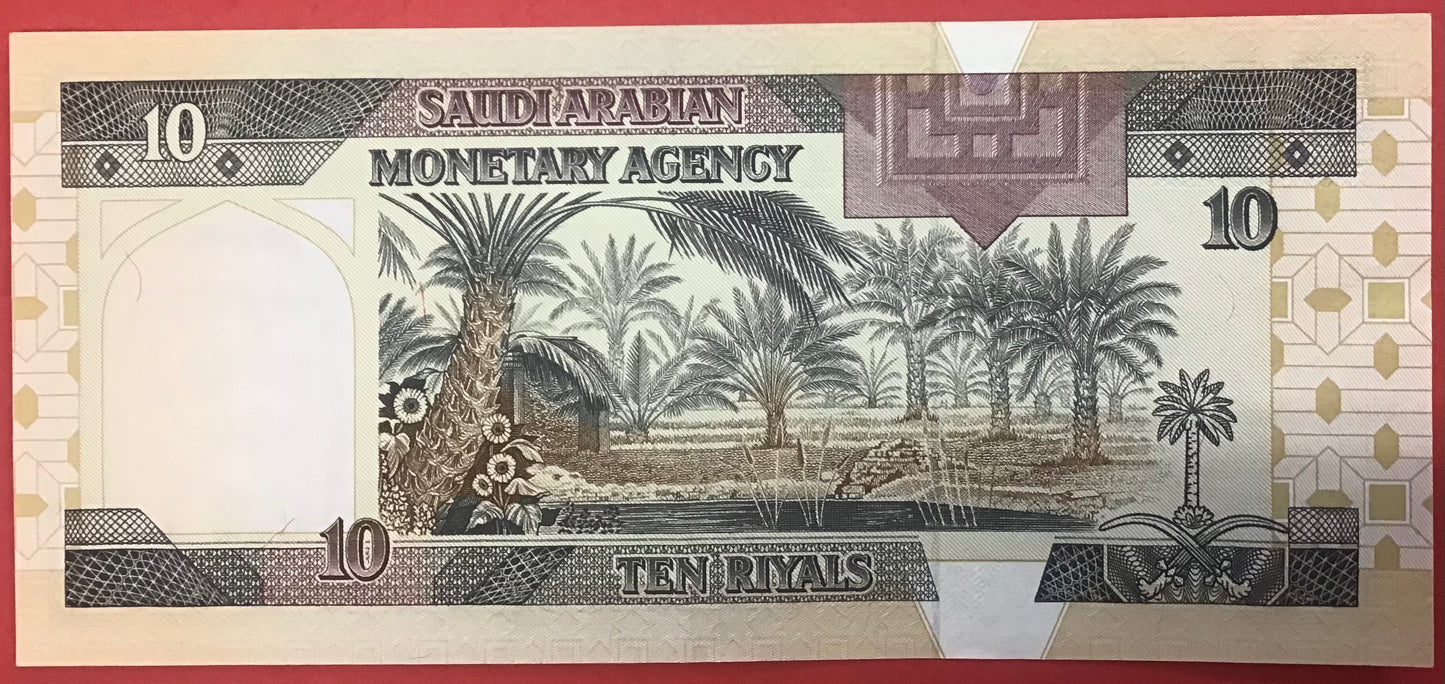 10
SAUDI ARABIAN
MONETARY AGENCY
10
10
TEN RIYALS